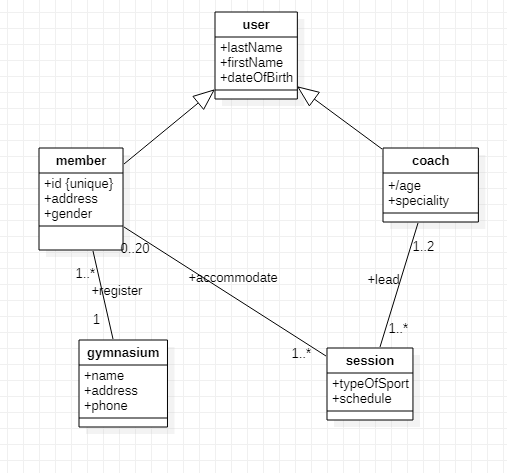 user
+lastName
+firstName
+dateOfBirth
member
+id {unique}
+address
+gender
coach
+/age
+speciality
0..20
1..2
1..*
+register
+accommodate
+lead
1
1..*
1..*
gymnasium
+name
+address
+phone
session
+typeOfSport
+schedule